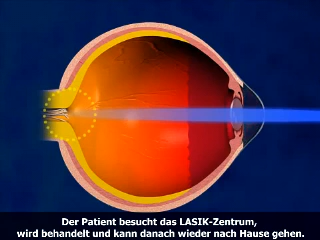 Der Patient besucht das LASIK-Zentrum,
wird behandelt und kann danach wieder nach Hause gehen.